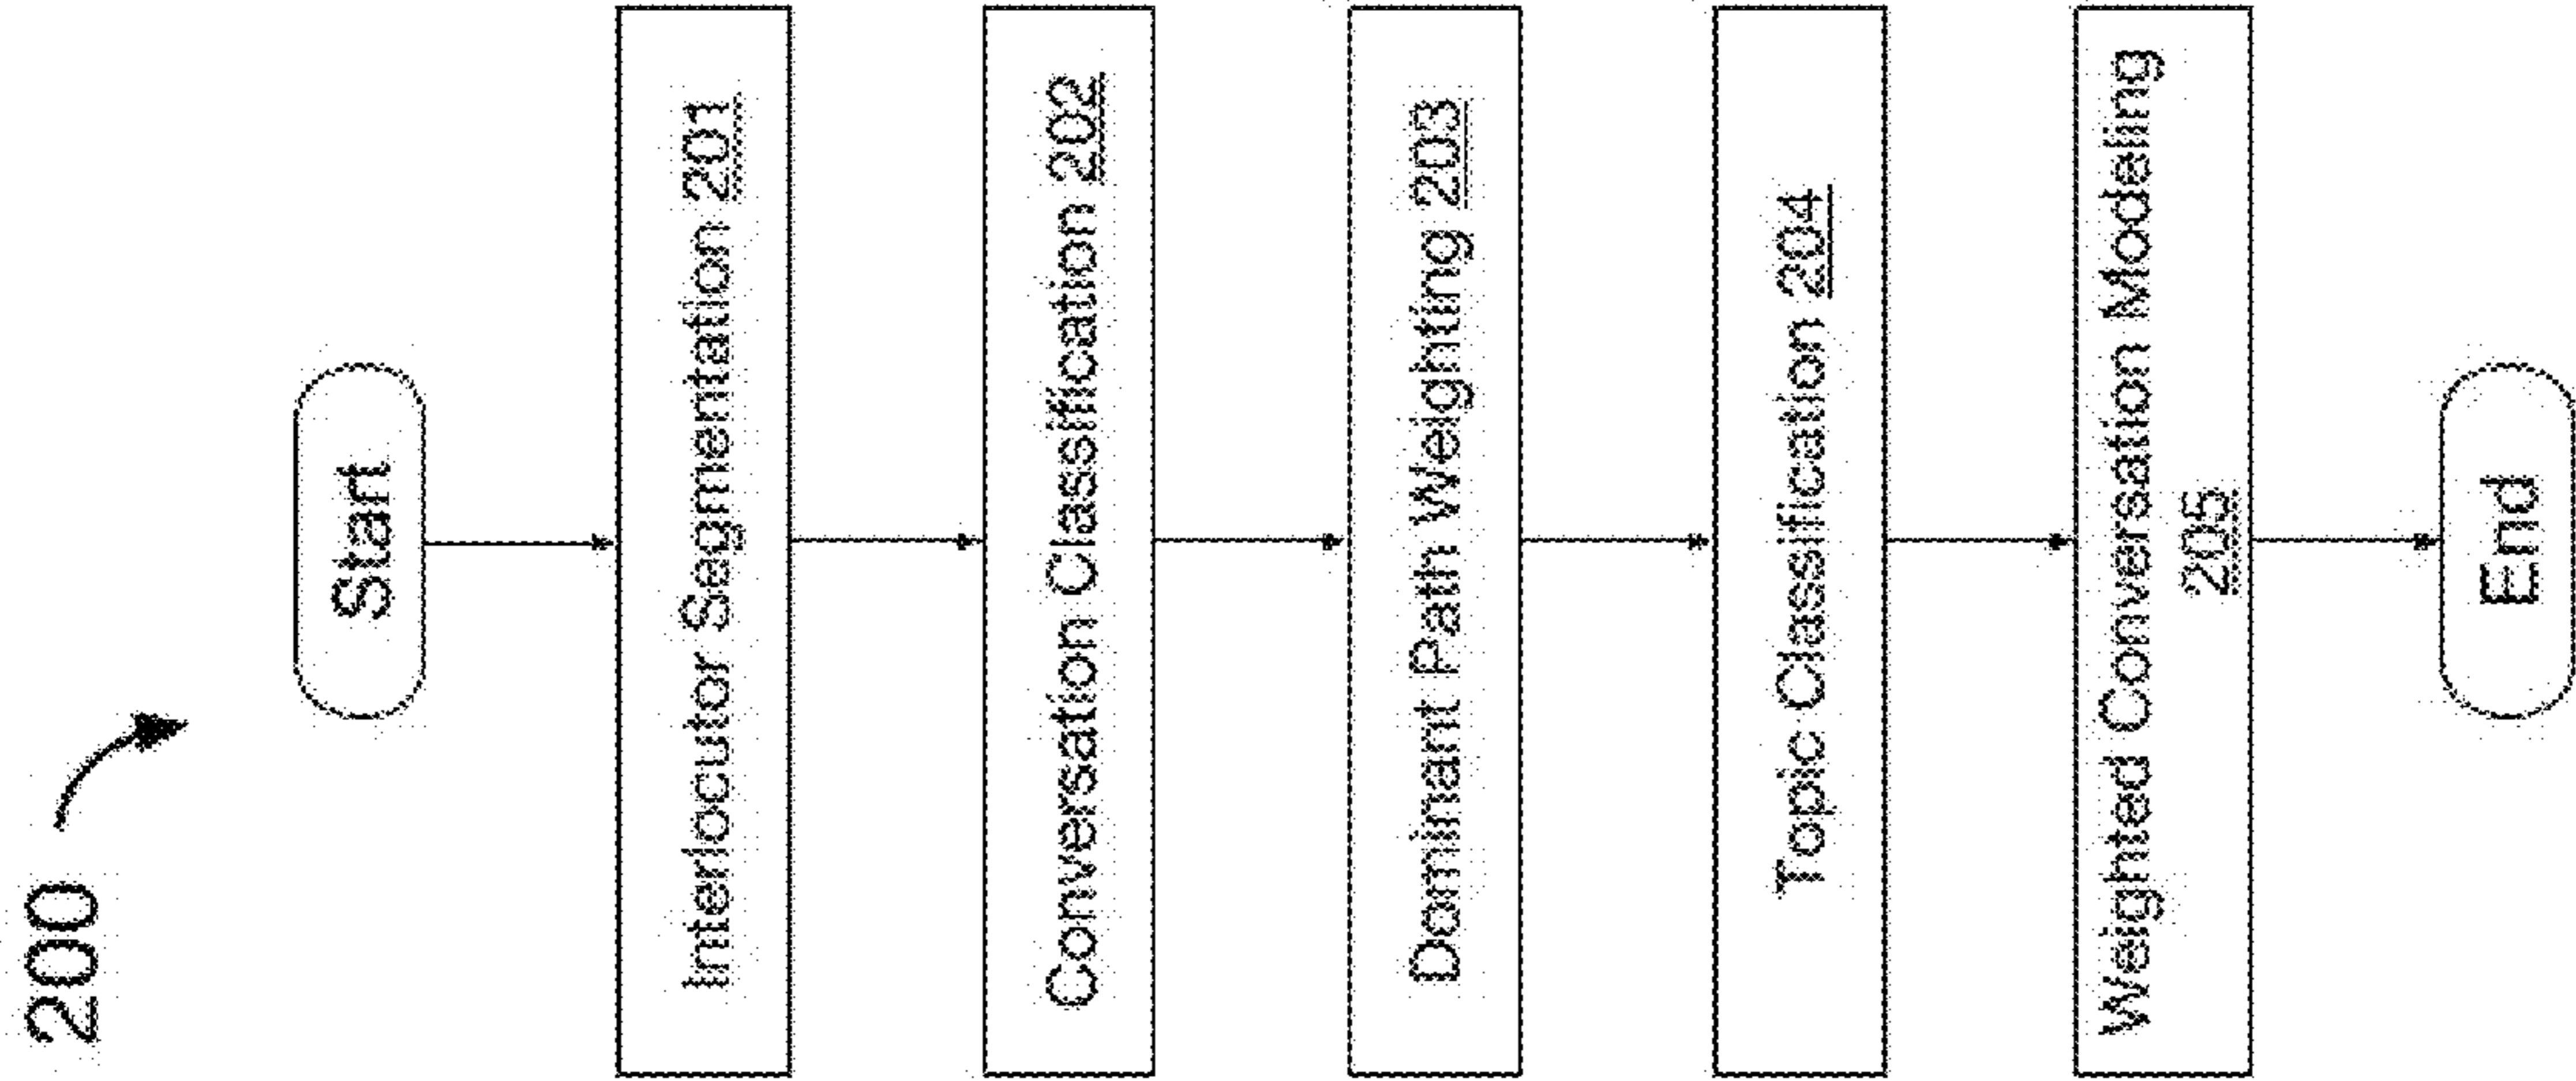 200
Start
Interlocutor Segmentation 201
Conversation Classification 202
Dominant Path Weighting 203
Topic Classification 204
Weighted Conversation Modeling
205
End